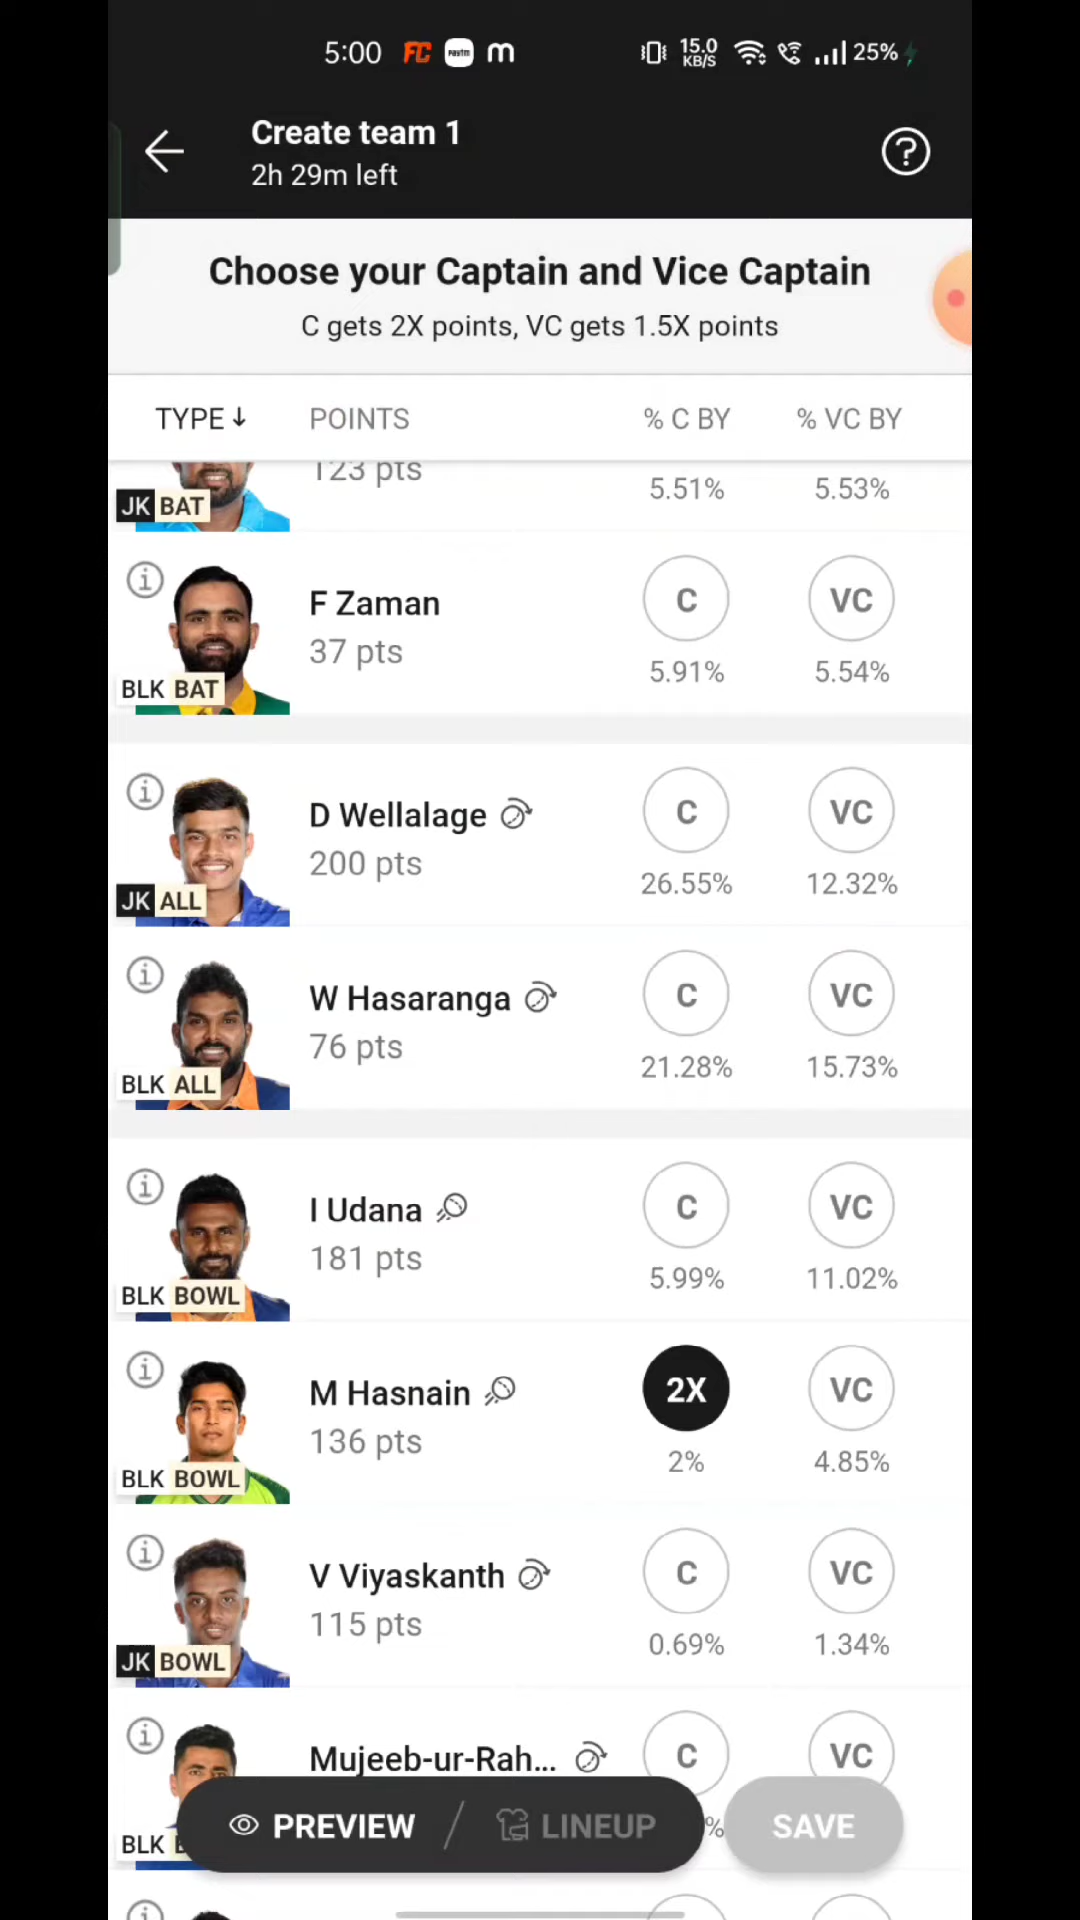 5:00 FC paytm m 15.0 KB/S 25%
Create team 1
2h 29m left
Choose your Captain and Vice Captain
C gets 2X points, VC gets 1.5X points
TYPE↓ POINTS % C BY % VC BY
123 pts
5.51% 5.53%
JK BAT
F Zaman C VC
37 pts
5.91% 5.54%
BLK BAT
D Wellalage C VC
200 pts
26.55% 12.32%
JK ALL
W Hasaranga C VC
76 pts
21.28% 15.73%
BLK ALL
I Udana C VC
181 pts
5.99% 11.02%
BLK BOWL
M Hasnain 2X VC
136 pts
2% 4.85%
BLK BOWL
V Viyaskanth C VC
115 pts
0.69% 1.34%
JK BOWL
Mujeeb-ur-Rah... C VC
PREVIEW / LINEUP % SAVE
BLK